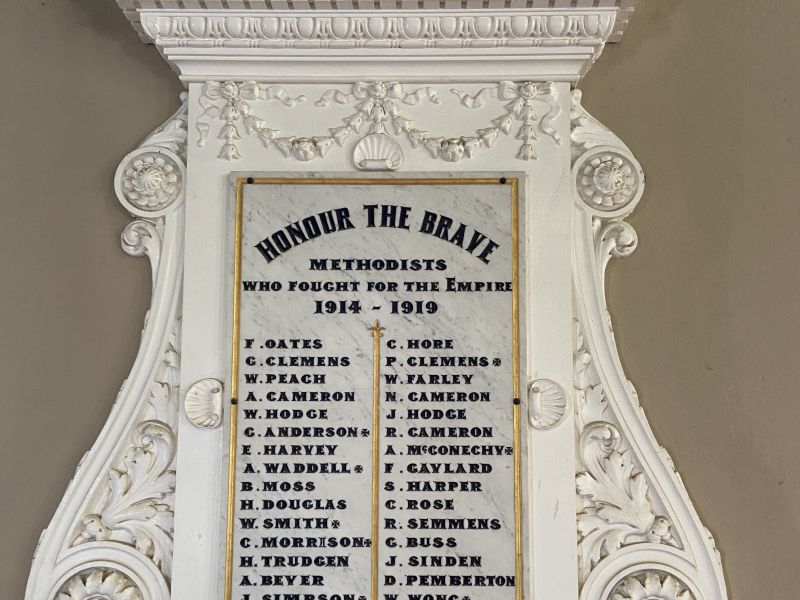 HONOUR THE BRAVE
METHODISTS
WHO FOUGHT FOR THE EMPIRE
1914 - 1919
F. OATES
G. CLEMENS
W. PEACH
A. CAMERON
W. HODGE
G. ANDERSON✠
E. HARVEY
A. WADDELL✠
B. MOSS
H. DOUGLAS
W. SMITH✠
C. MORRISON✠
H. TRUDGEN
A. BEYER
J. SIMPSON✠
C. HORE
P. CLEMENS✠
W. FARLEY
N. CAMERON
J. HODGE
R. CAMERON
A. McCONECHY✠
F. GAYLARD
S. HARPER
C. ROSE
R. SEMMENS
G. BUSS
J. SINDEN
D. PEMBERTON
W. WONG✠